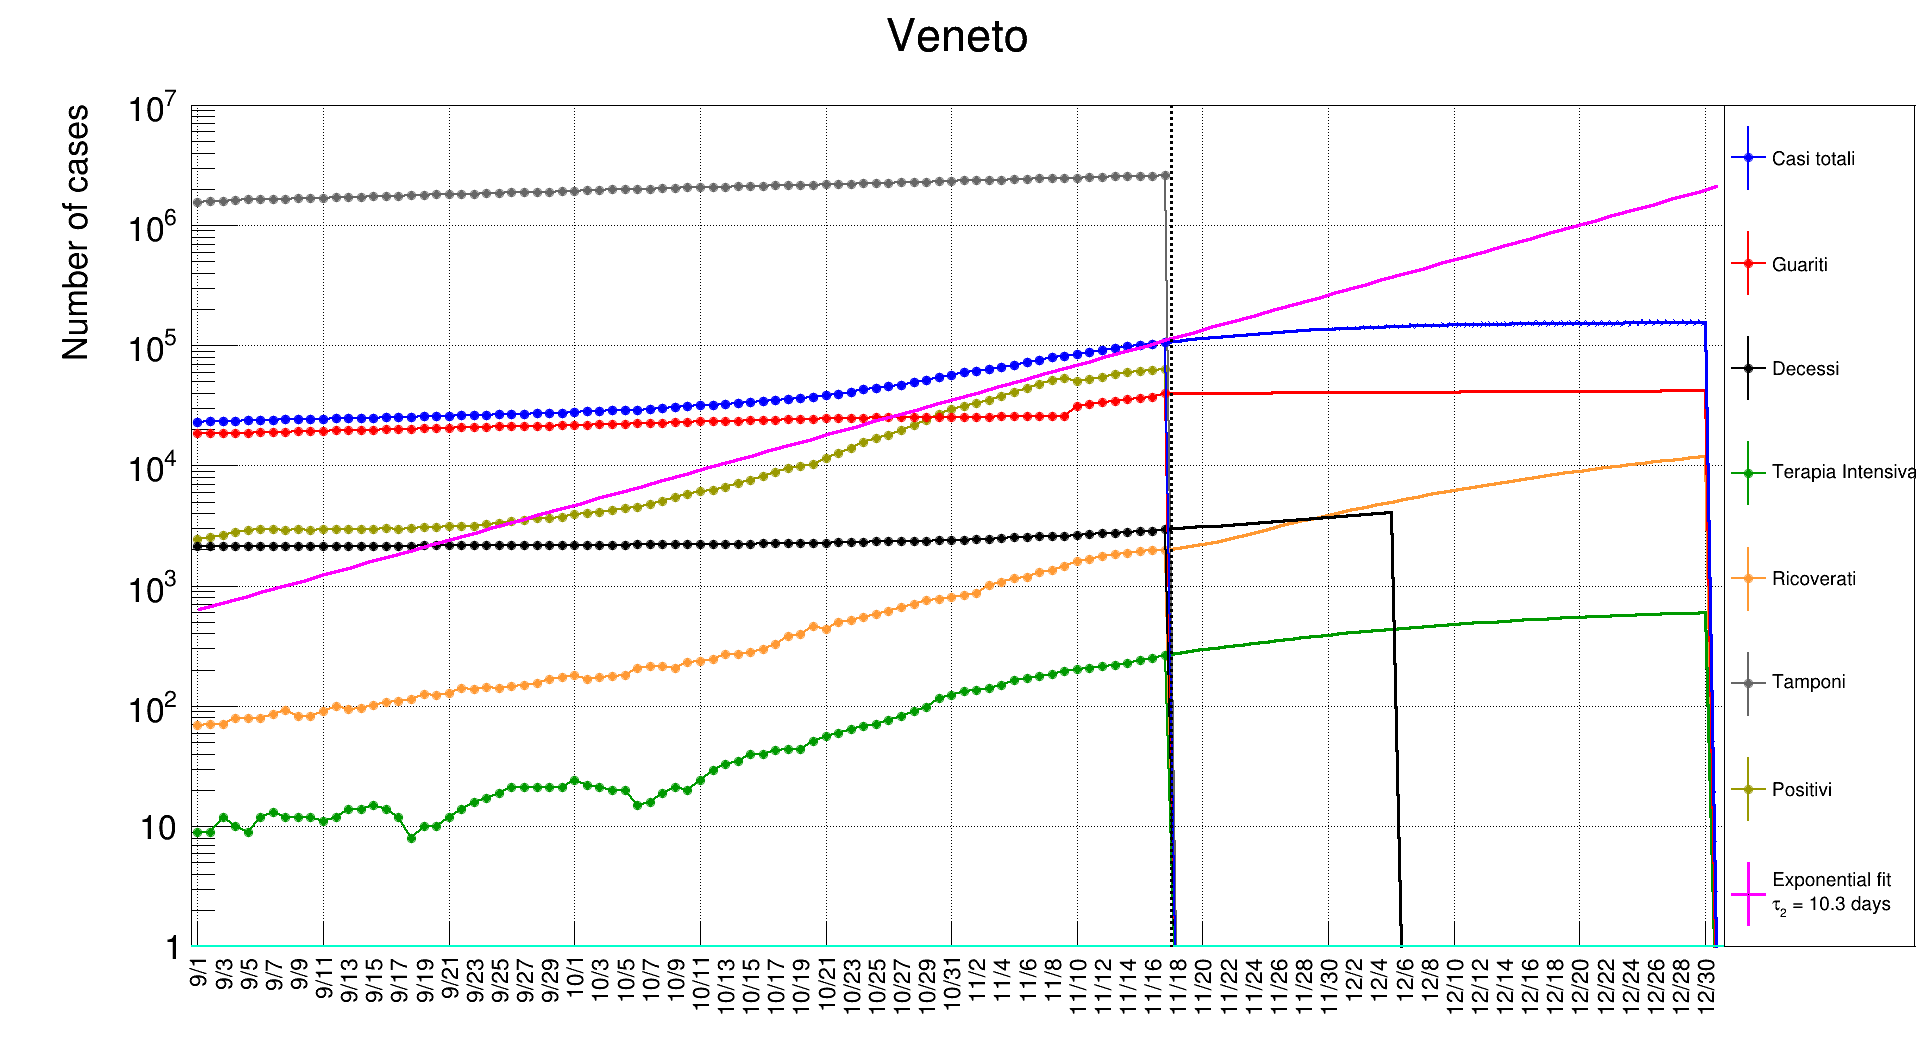 Veneto
Number of cases
10^7
10^6
10^5
10^4
10^3
10^2
10
1
9/1 9/3 9/5 9/7 9/9 9/11 9/13 9/15 9/17 9/19 9/21 9/23 9/25 9/27 9/29 10/1 10/3 10/5 10/7 10/9 10/11 10/13 10/15 10/17 10/19 10/21 10/23 10/25 10/27 10/29 10/31 11/2 11/4 11/6 11/8 11/10 11/12 11/14 11/16 11/18 11/20 11/22 11/24 11/26 11/28 11/30 12/2 12/4 12/6 12/8 12/10 12/12 12/14 12/16 12/18 12/20 12/22 12/24 12/26 12/28 12/30
Casi totali
Guariti
Decessi
Terapia Intensiva
Ricoverati
Tamponi
Positivi
Exponential fit
τ_2 = 10.3 days